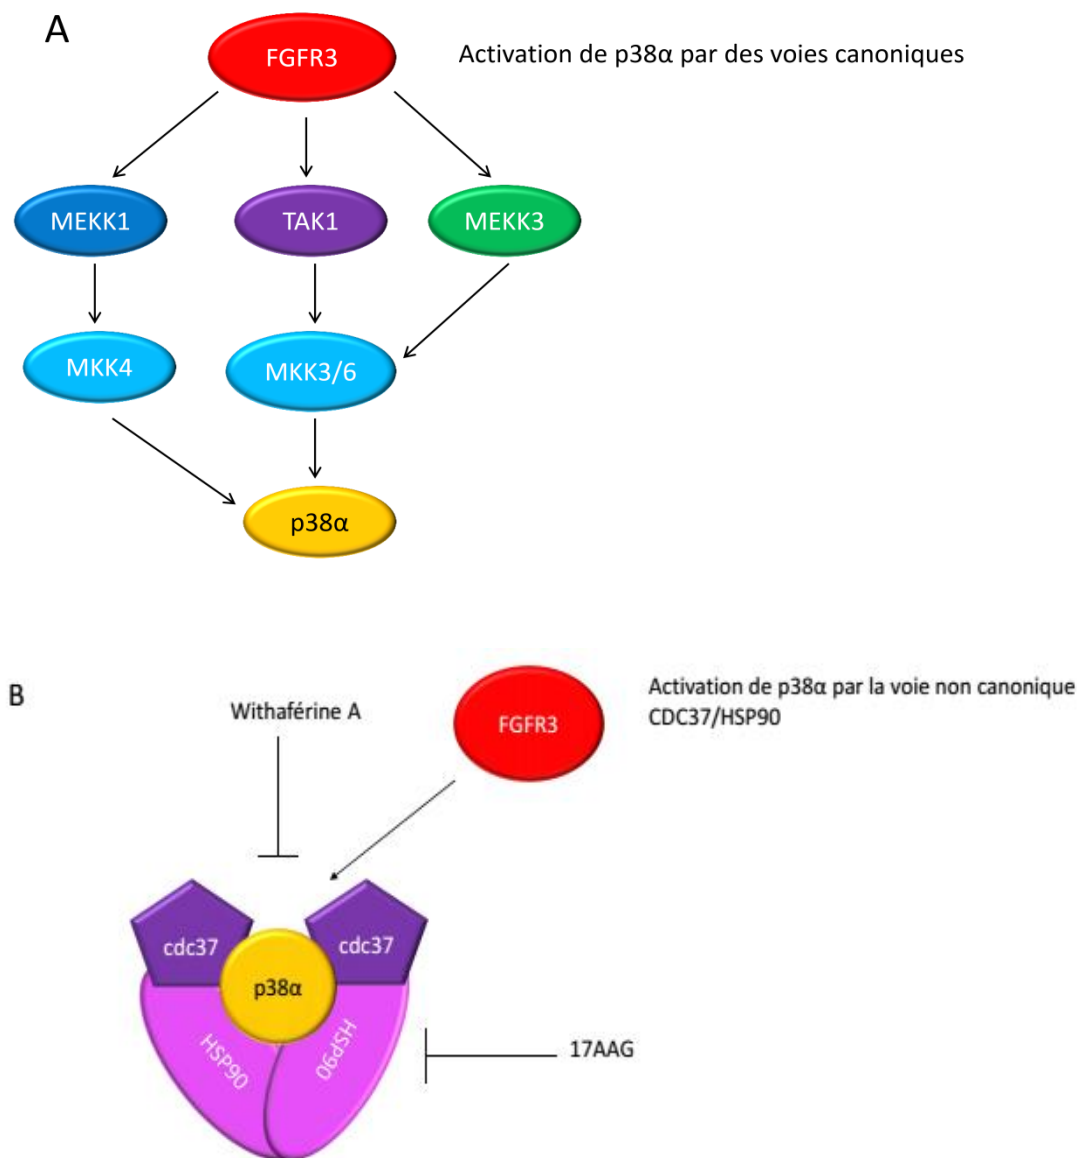 A
FGFR3
Activation de p38α par des voies canoniques
MEKK1
TAK1
MEKK3
MKK4
MKK3/6
p38α
B
Withaférine A
FGFR3
Activation de p38α par la voie non canonique
CDC37/HSP90
cdc37
cdc37
p38α
HSP90
HSP90
17AAG